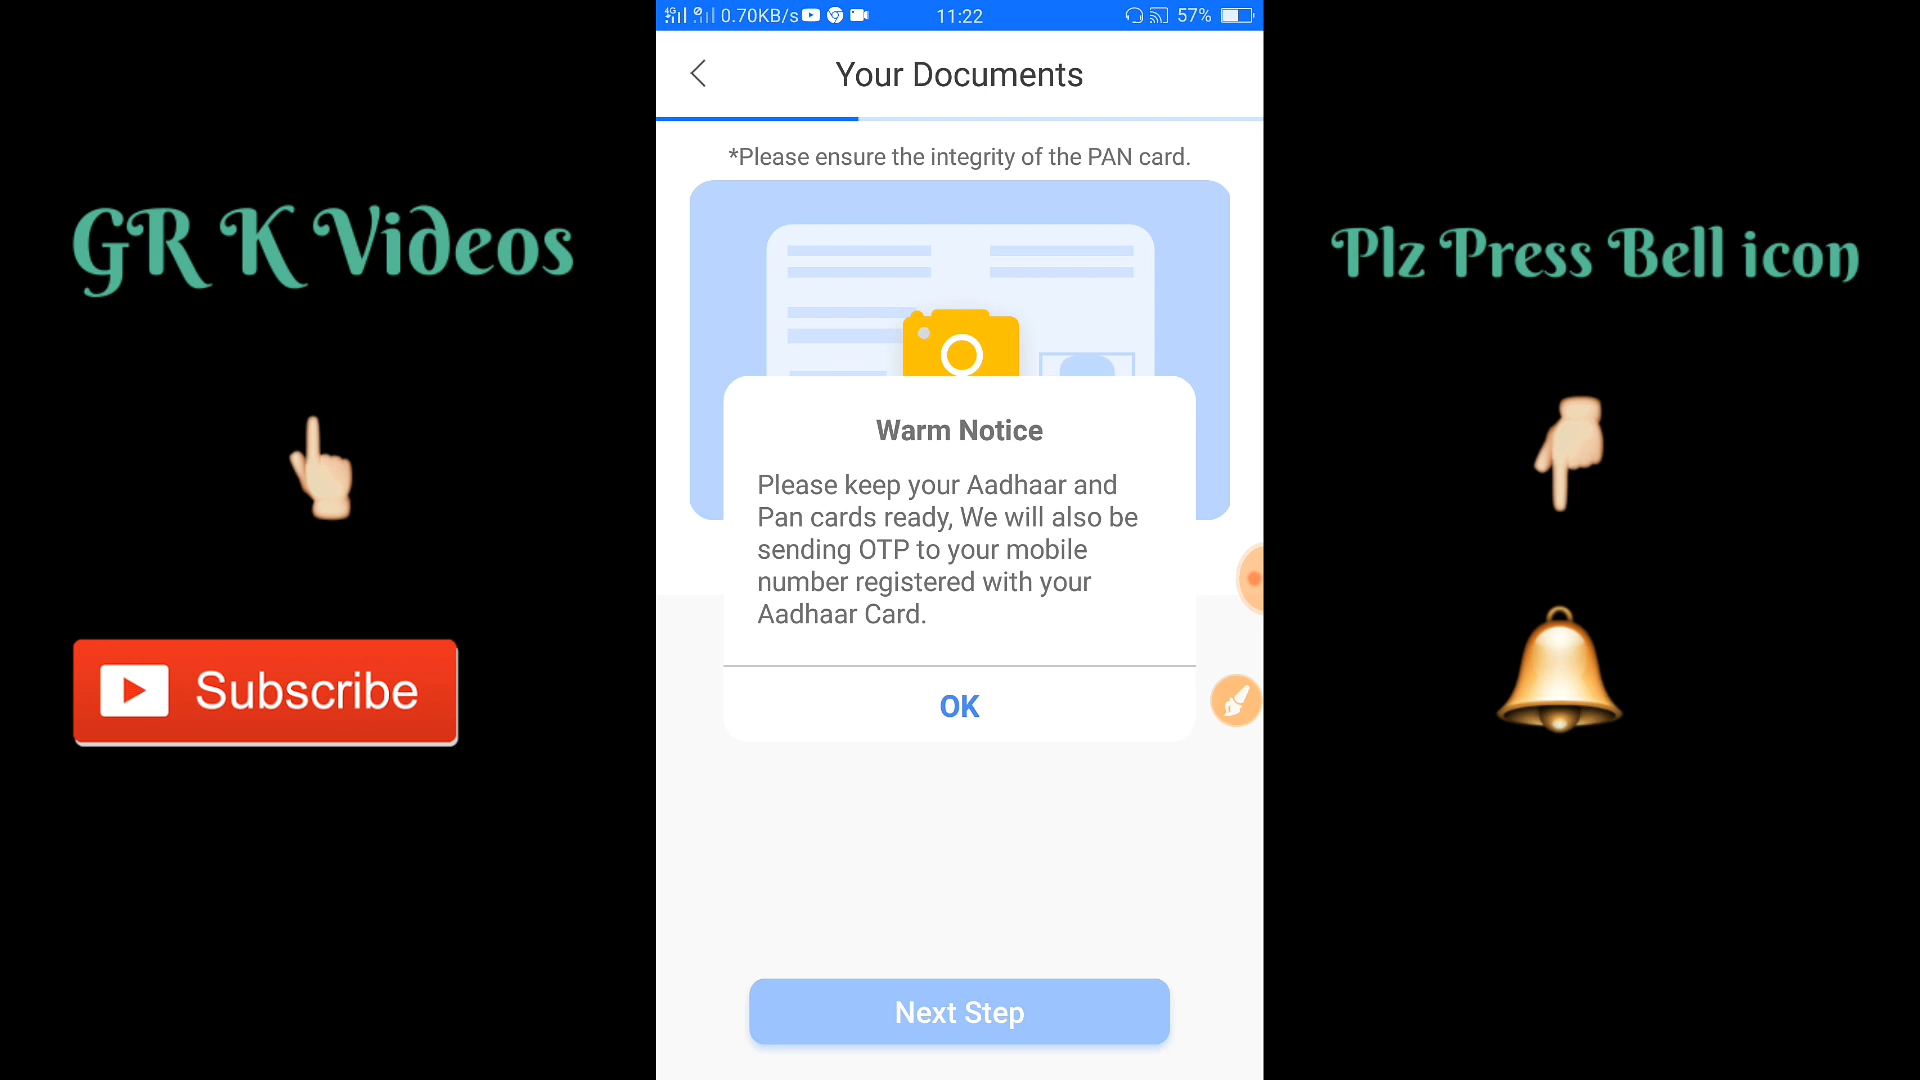 GR K Videos
Subscribe
4G 0.70KB/s 11:22 57%
Your Documents
*Please ensure the integrity of the PAN card.
Warm Notice
Please keep your Aadhaar and
Pan cards ready, We will also be
sending OTP to your mobile
number registered with your
Aadhaar Card.
OK
Next Step
Plz Press Bell icon